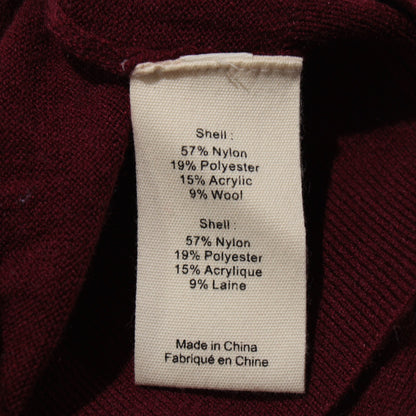 Shell :
57% Nylon
19% Polyester
15% Acrylic
9% Wool
Shell :
57% Nylon
19% Polyester
15% Acrylique
9% Laine
Made in China
Fabriqué en Chine